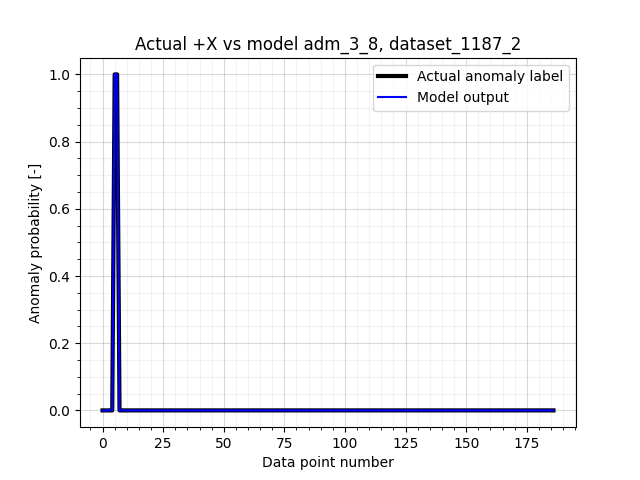 Actual +X vs model adm_3_8, dataset_1187_2
Actual anomaly label
Model output
Anomaly probability [-]
1.0
0.8
0.6
0.4
0.2
0.0
0 25 50 75 100 125 150 175
Data point number